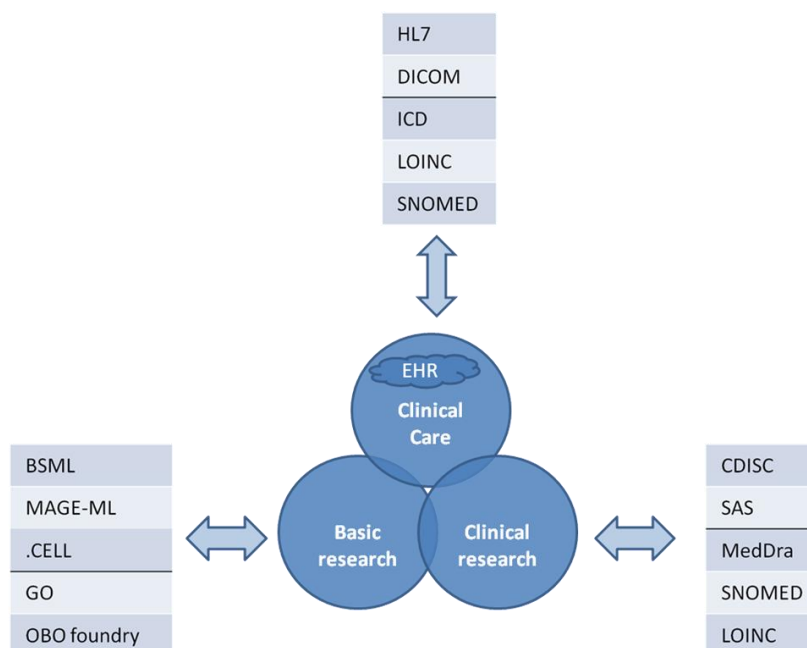 HL7
DICOM
ICD
LOINC
SNOMED
EHR
Clinical
Care
BSML
MAGE-ML
.CELL
GO
OBO foundry
Basic
research
Clinical
research
CDISC
SAS
MedDra
SNOMED
LOINC